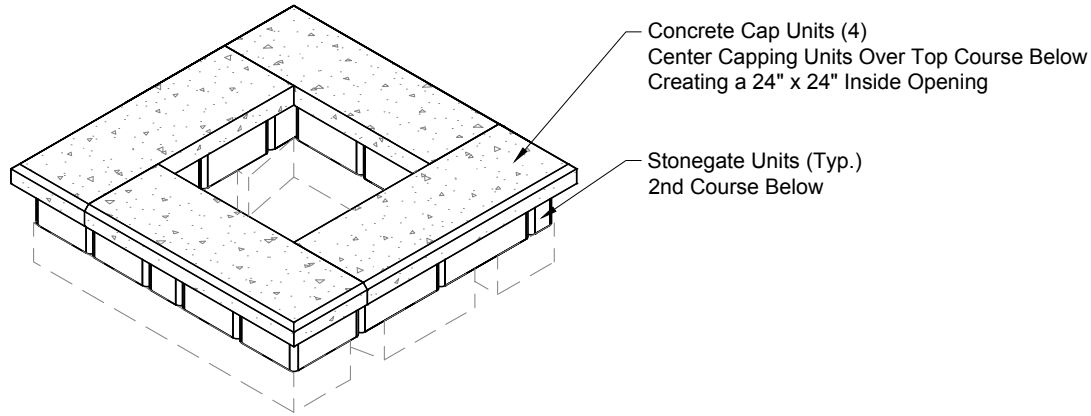 Concrete Cap Units (4)
Center Capping Units Over Top Course Below
Creating a 24" x 24" Inside Opening
Stonegate Units (Typ.)
2nd Course Below